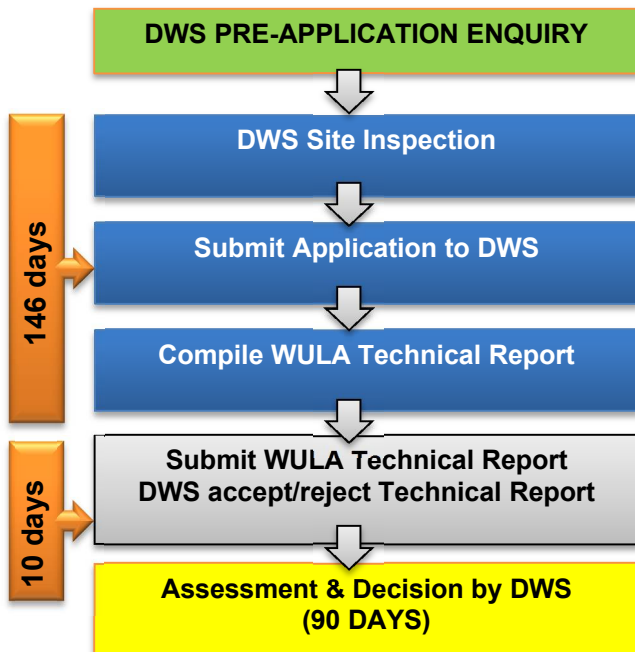 DWS PRE-APPLICATION ENQUIRY
146 days
DWS Site Inspection
Submit Application to DWS
Compile WULA Technical Report
10 days
Submit WULA Technical Report
DWS accept/reject Technical Report
Assessment & Decision by DWS
(90 DAYS)